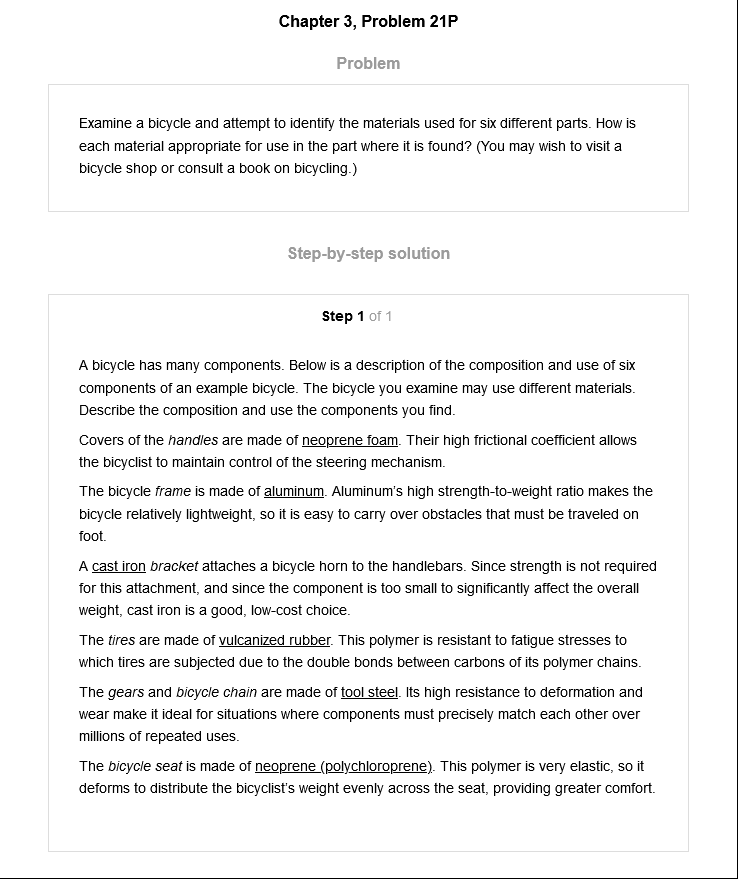 Chapter 3, Problem 21P
Problem
Examine a bicycle and attempt to identify the materials used for six different parts. How is
each material appropriate for use in the part where it is found? (You may wish to visit a
bicycle shop or consult a book on bicycling.)
Step-by-step solution
Step 1 of 1
A bicycle has many components. Below is a description of the composition and use of six
components of an example bicycle. The bicycle you examine may use different materials.
Describe the composition and use the components you find.
Covers of the handles are made of neoprene foam. Their high frictional coefficient allows
the bicyclist to maintain control of the steering mechanism.
The bicycle frame is made of aluminum. Aluminum's high strength-to-weight ratio makes the
bicycle relatively lightweight, so it is easy to carry over obstacles that must be traveled on
foot.
A cast iron bracket attaches a bicycle horn to the handlebars. Since strength is not required
for this attachment, and since the component is too small to significantly affect the overall
weight, cast iron is a good, low-cost choice.
The tires are made of vulcanized rubber. This polymer is resistant to fatigue stresses to
which tires are subjected due to the double bonds between carbons of its polymer chains.
The gears and bicycle chain are made of tool steel. Its high resistance to deformation and
wear make it ideal for situations where components must precisely match each other over
millions of repeated uses.
The bicycle seat is made of neoprene (polychloroprene). This polymer is very elastic, so it
deforms to distribute the bicyclist's weight evenly across the seat, providing greater comfort.